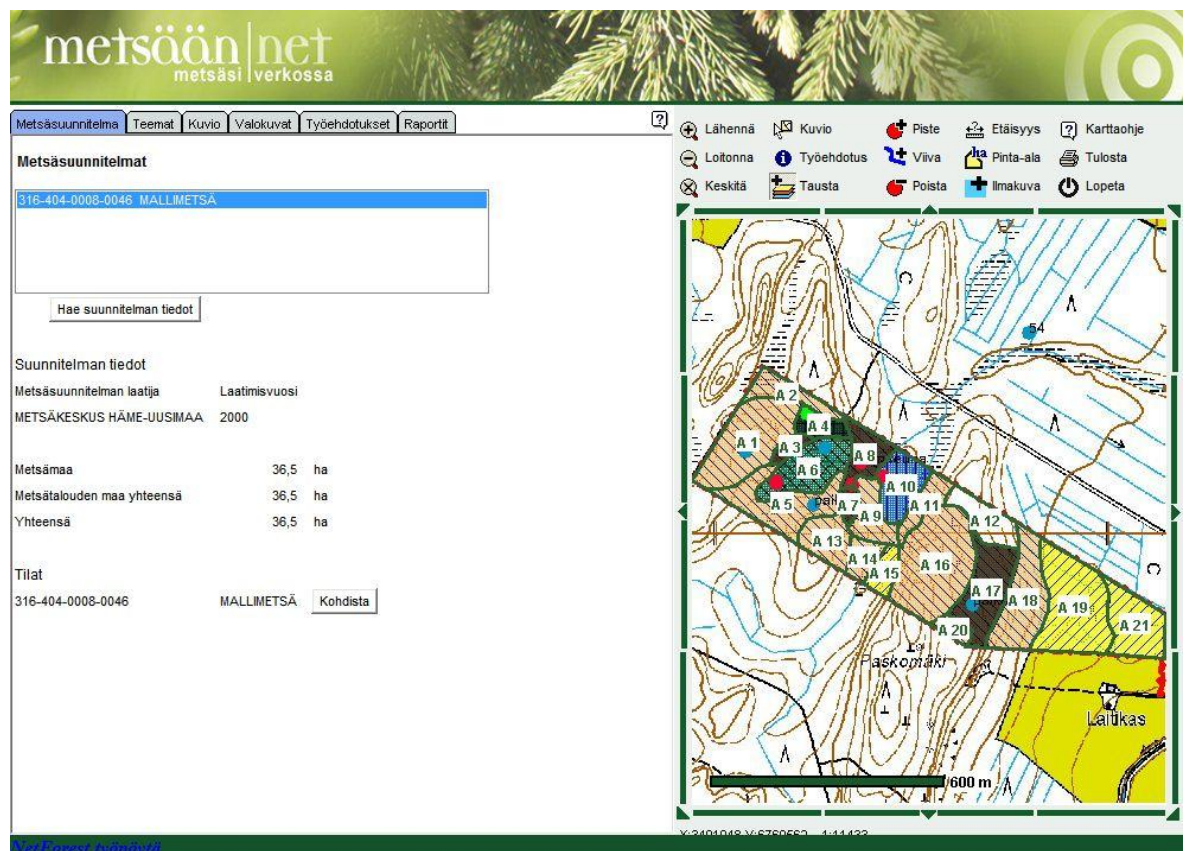 metsään|net
metsäsi|verkossa
Metsäsuunnitelma Teemat Kuvio Valokuvat Työehdotukset Raportit
Lähennä Kuvio Piste Etäisyys Karttaohje
Loitonna Työehdotus Viiva Pinta-ala Tulosta
Keskitä Tausta Poista Ilmakuva Lopeta
Metsäsuunnitelmat
316-404-0008-0046 MALLIMETSÄ
Hae suunnitelman tiedot
Suunnitelman tiedot
Metsäsuunnitelman laatija Laatimisvuosi
METSÄKESKUS HÄME-UUSIMAA 2000
Metsämaa 36,5 ha
Metsätalouden maa yhteensä 36,5 ha
Yhteensä 36,5 ha
Tilat
316-404-0008-0046 MALLIMETSÄ Kohdista
54
A 2
A 4
A 1
A 3
A 8
A 6
A 10
A 5
A 7
A 9
A 11
A 12
A 13
A 14
A 15
A 16
A 17
A 18
A 19
A 20
A 21
Paskomäki
Laitikas
600 m
NetForest työpöytä